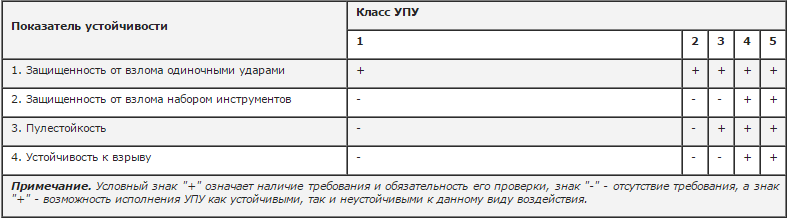 Показатель устойчивости
Класс УПУ
1 2 3 4 5
1. Защищенность от взлома одиночными ударами + + + + +
2. Защищенность от взлома набором инструментов - - - + +
3. Пулестойкость - - + + +
4. Устойчивость к взрыву - - - + +
Примечание. Условный знак "+" означает наличие требования и обязательность его проверки, знак "-" - отсутствие требования, а знак
"+" - возможность исполнения УПУ как устойчивыми, так и неустойчивыми к данному виду воздействия.